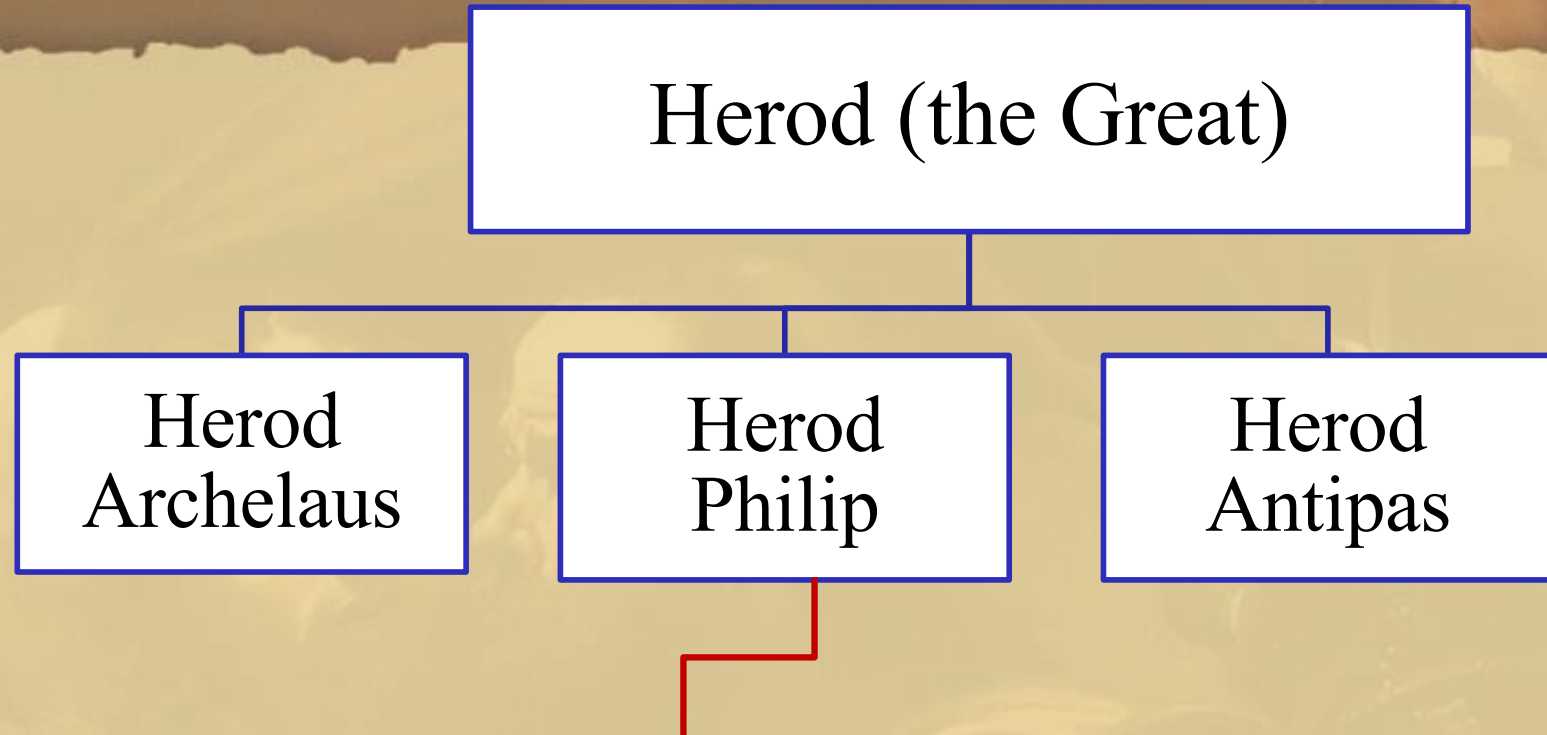 Herod (the Great)
Herod
Archelaus
Herod
Philip
Herod
Antipas